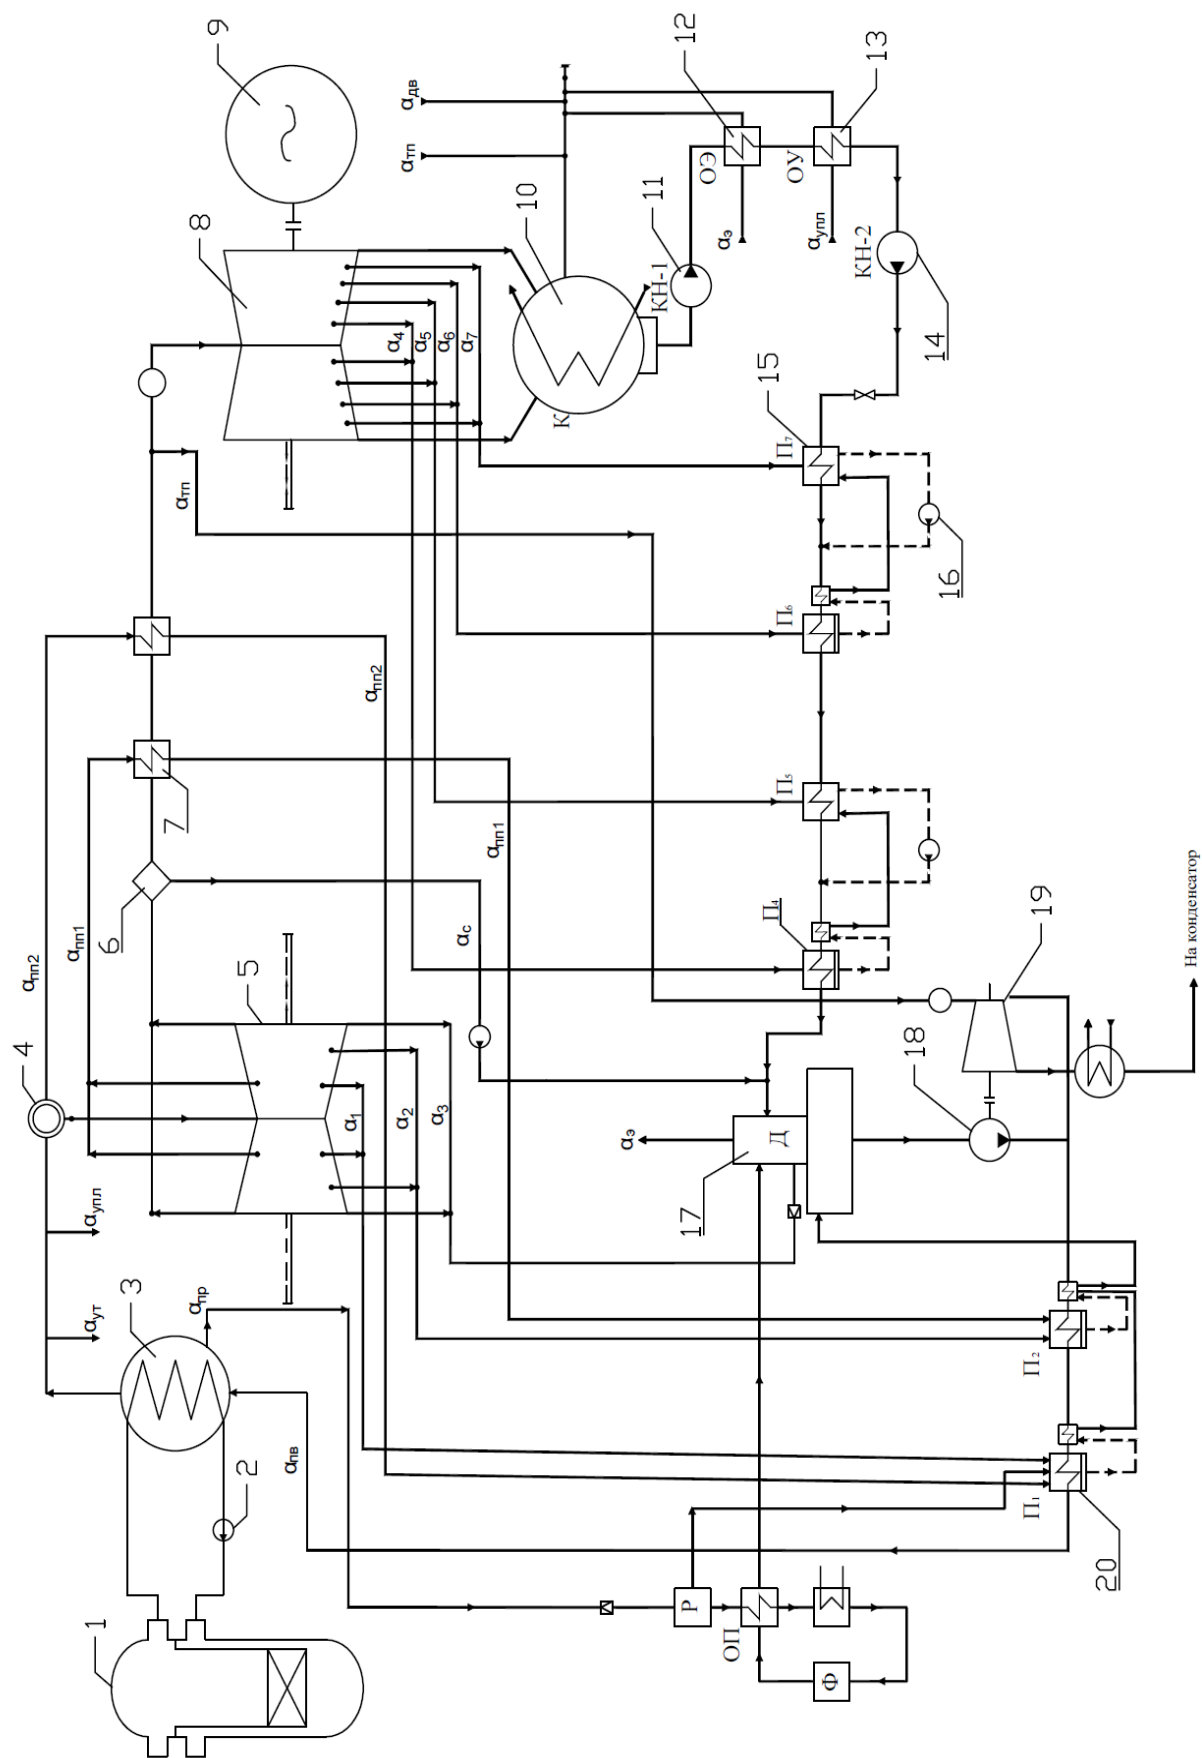 1
2
3
4
5
6
7
8
9
10
11
12
13
14
15
16
17
18
19
20
αут
αупл
αпр
αпв
αпп2
αпп1
α1
α2
α3
αс
αпп1
αпп2
αтп
α4
α5
α6
α7
αтп
αдв
К
КН-1
ОЭ
αэ
ОУ
αупл
КН-2
П7
П6
П5
П4
αэ
Д
П2
П1
Р
ОП
Ф
На конденсатор